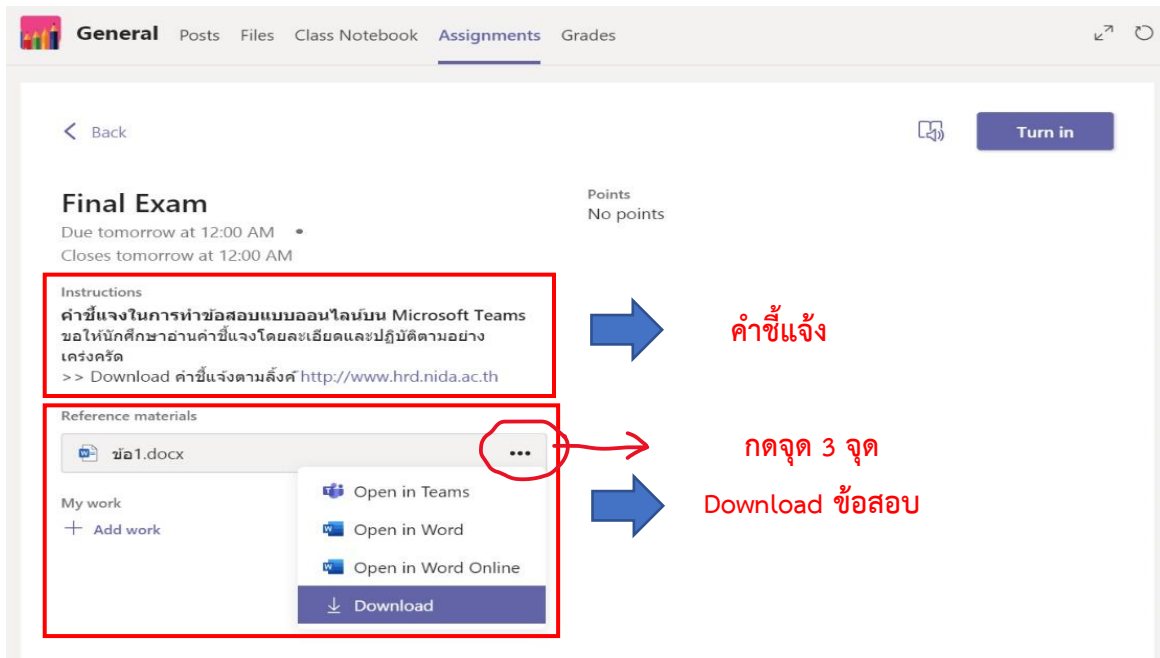 General Posts Files Class Notebook Assignments Grades
Back
Turn in
Final Exam
Points
No points
Due tomorrow at 12:00 AM •
Closes tomorrow at 12:00 AM
Instructions
คำชี้แจงในการทำข้อสอบแบบออนไลน์บน Microsoft Teams
ขอให้นักศึกษาอ่านคำชี้แจงโดยละเอียดและปฏิบัติตามอย่าง
เคร่งครัด
>> Download คำชี้แจ้งตามลิ้งค์ http://www.hrd.nida.ac.th
คำชี้แจ้ง
Reference materials
ข้อ1.docx
กดจุด 3 จุด
Download ข้อสอบ
My work
+ Add work
Open in Teams
Open in Word
Open in Word Online
Download